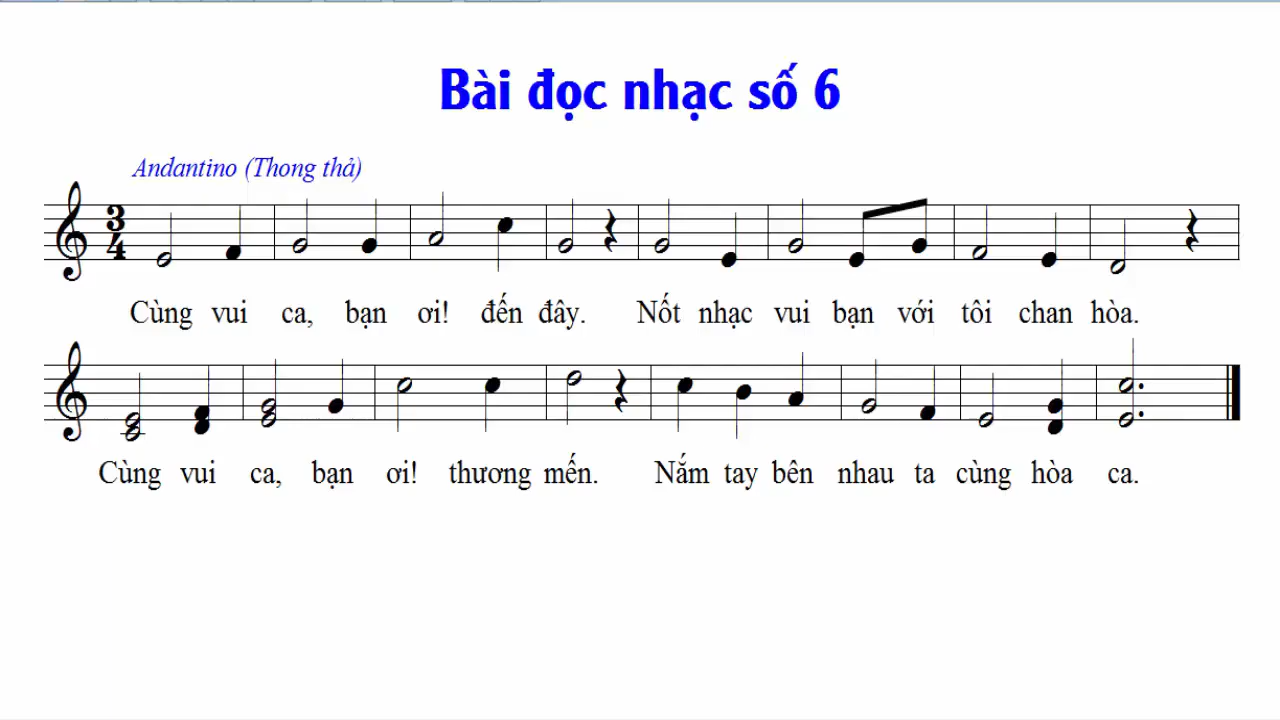 Bài đọc nhạc số 6
Andantino (Thong thả)
3
4
Cùng vui ca, bạn ơi! đến đây. Nốt nhạc vui bạn với tôi chan hòa.
Cùng vui ca, bạn ơi! thương mến. Nắm tay bên nhau ta cùng hòa ca.